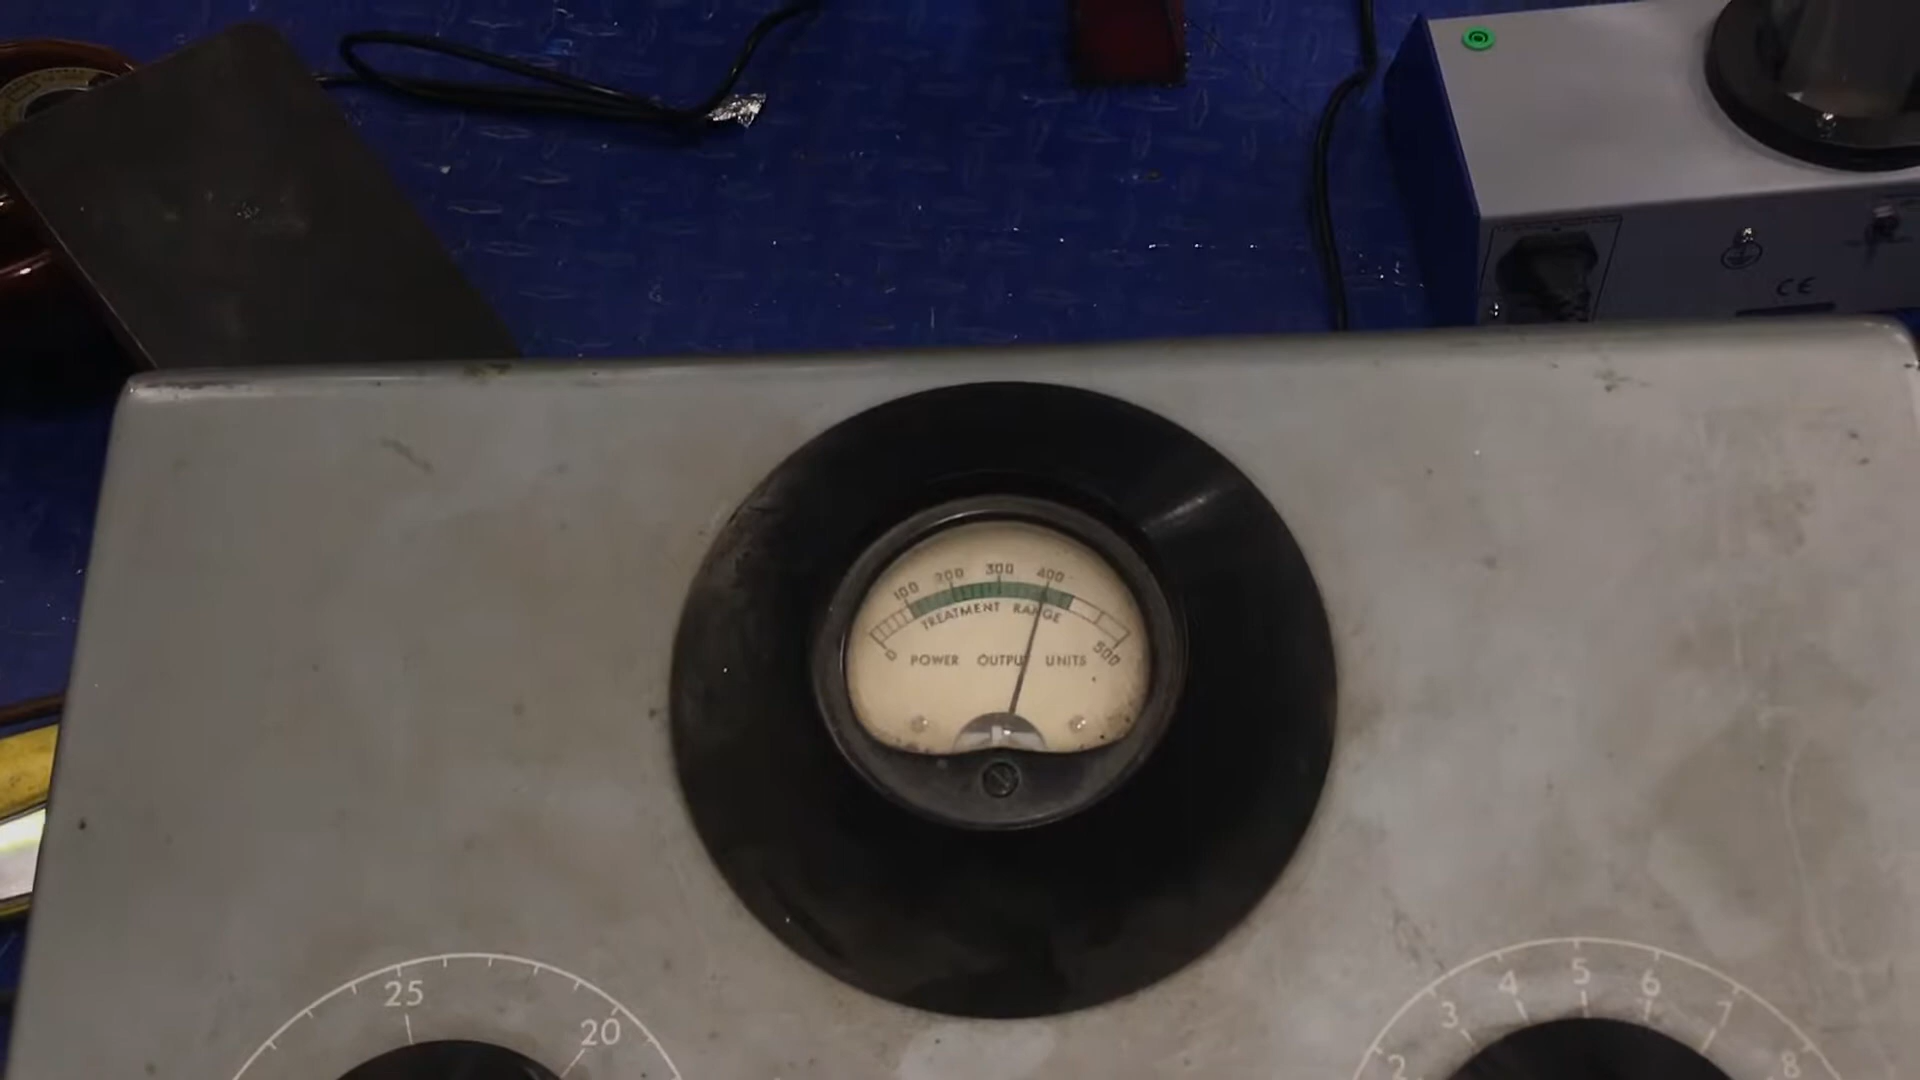 CE
100 200 300 400
TREATMENT RANGE
0 500
POWER OUTPUT UNITS
25 20
2 3 4 5 6 7 8